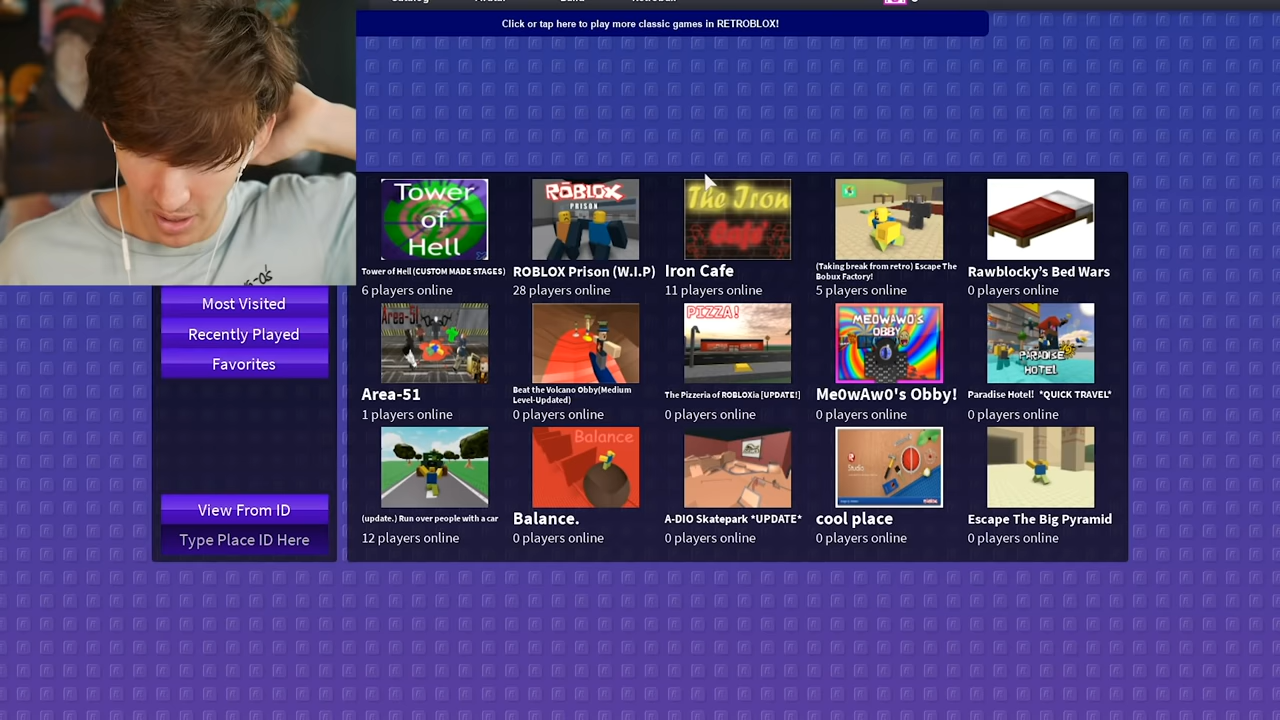 Click or tap here to play more classic games in RETROBLOX!
Tower
of
Hell
ROBLOX
PRISON
The Iron
Cafe
Tower of Hell (CUSTOM MADE STAGES)
ROBLOX Prison (W.I.P)
Iron Cafe
(Taking break from retro) Escape The
Bobux Factory!
Rawblocky's Bed Wars
6 players online
28 players online
11 players online
5 players online
0 players online
Most Visited
Recently Played
Favorites
Area-51
PIZZA!
MEOWAWO'S
OBBY
PARADISE
HOTEL
Area-51
Beat the Volcano Obby(Medium
Level-Updated)
The Pizzeria of ROBLOXia [UPDATE!]
Me0wAw0's Obby!
Paradise Hotel! *QUICK TRAVEL*
1 players online
0 players online
0 players online
0 players online
0 players online
Balance
Studio
View From ID
Type Place ID Here
(update.) Run over people with a car
Balance.
A-DIO Skatepark *UPDATE*
cool place
Escape The Big Pyramid
12 players online
0 players online
0 players online
0 players online
0 players online